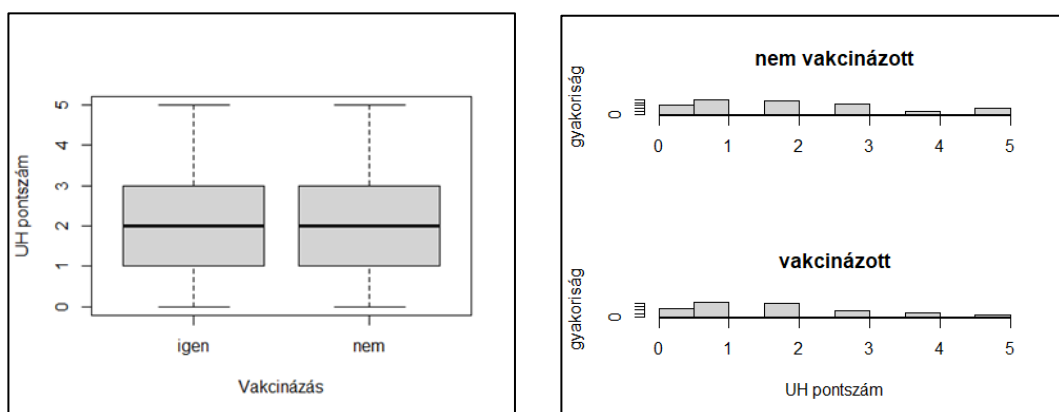 UH pontszám
5
4
3
2
1
0
igen nem
Vakcinázás
nem vakcinázott
gyakoriság
0
0 1 2 3 4 5
vakcinázott
gyakoriság
0
0 1 2 3 4 5
UH pontszám